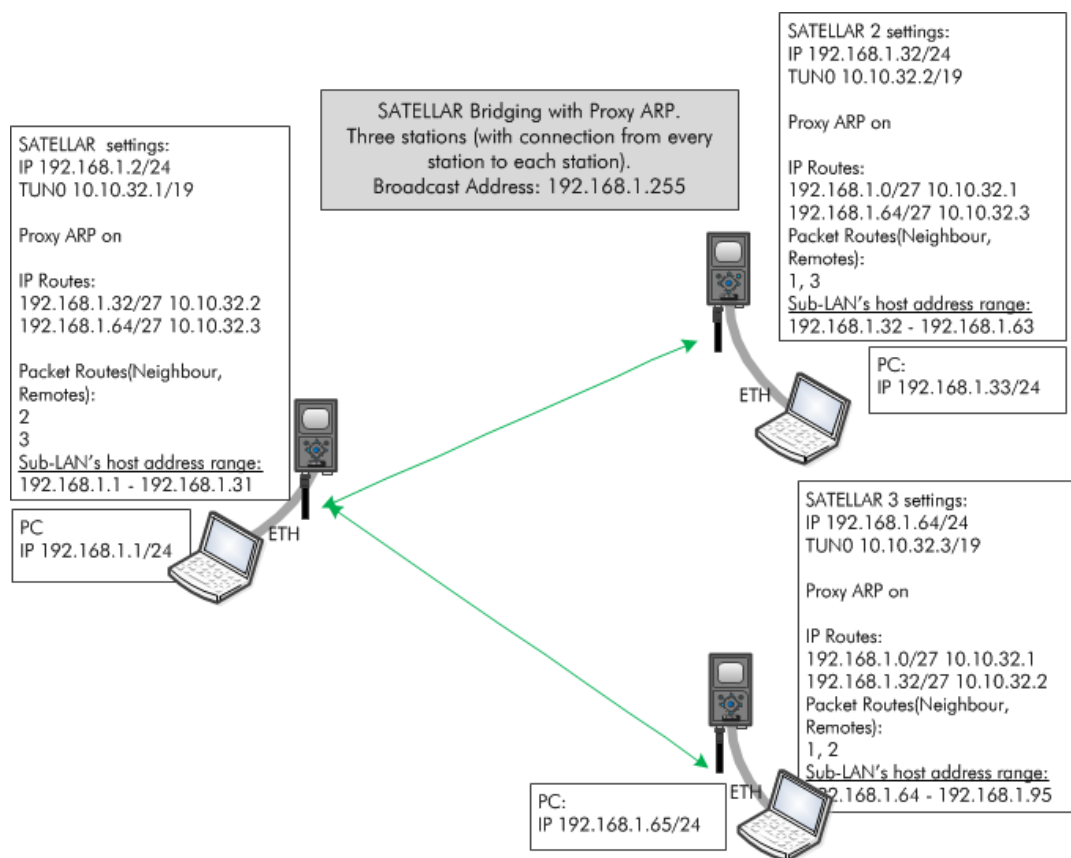 SATELLAR 2 settings:
IP 192.168.1.32/24
TUN0 10.10.32.2/19
Proxy ARP on
IP Routes:
192.168.1.0/27 10.10.32.1
192.168.1.64/27 10.10.32.3
Packet Routes(Neighbour,
Remotes):
1, 3
Sub-LAN's host address range:
192.168.1.32 - 192.168.1.63
SATELLAR Bridging with Proxy ARP.
Three stations (with connection from every
station to each station).
Broadcast Address: 192.168.1.255
SATELLAR settings:
IP 192.168.1.2/24
TUN0 10.10.32.1/19
Proxy ARP on
IP Routes:
192.168.1.32/27 10.10.32.2
192.168.1.64/27 10.10.32.3
Packet Routes(Neighbour,
Remotes):
2
3
Sub-LAN's host address range:
192.168.1.1 - 192.168.1.31
PC:
IP 192.168.1.33/24
ETH
PC
IP 192.168.1.1/24
ETH
SATELLAR 3 settings:
IP 192.168.1.64/24
TUN0 10.10.32.3/19
Proxy ARP on
IP Routes:
192.168.1.0/27 10.10.32.1
192.168.1.32/27 10.10.32.2
Packet Routes(Neighbour,
Remotes):
1, 2
Sub-LAN's host address range:
192.168.1.64 - 192.168.1.95
ETH
PC:
IP 192.168.1.65/24